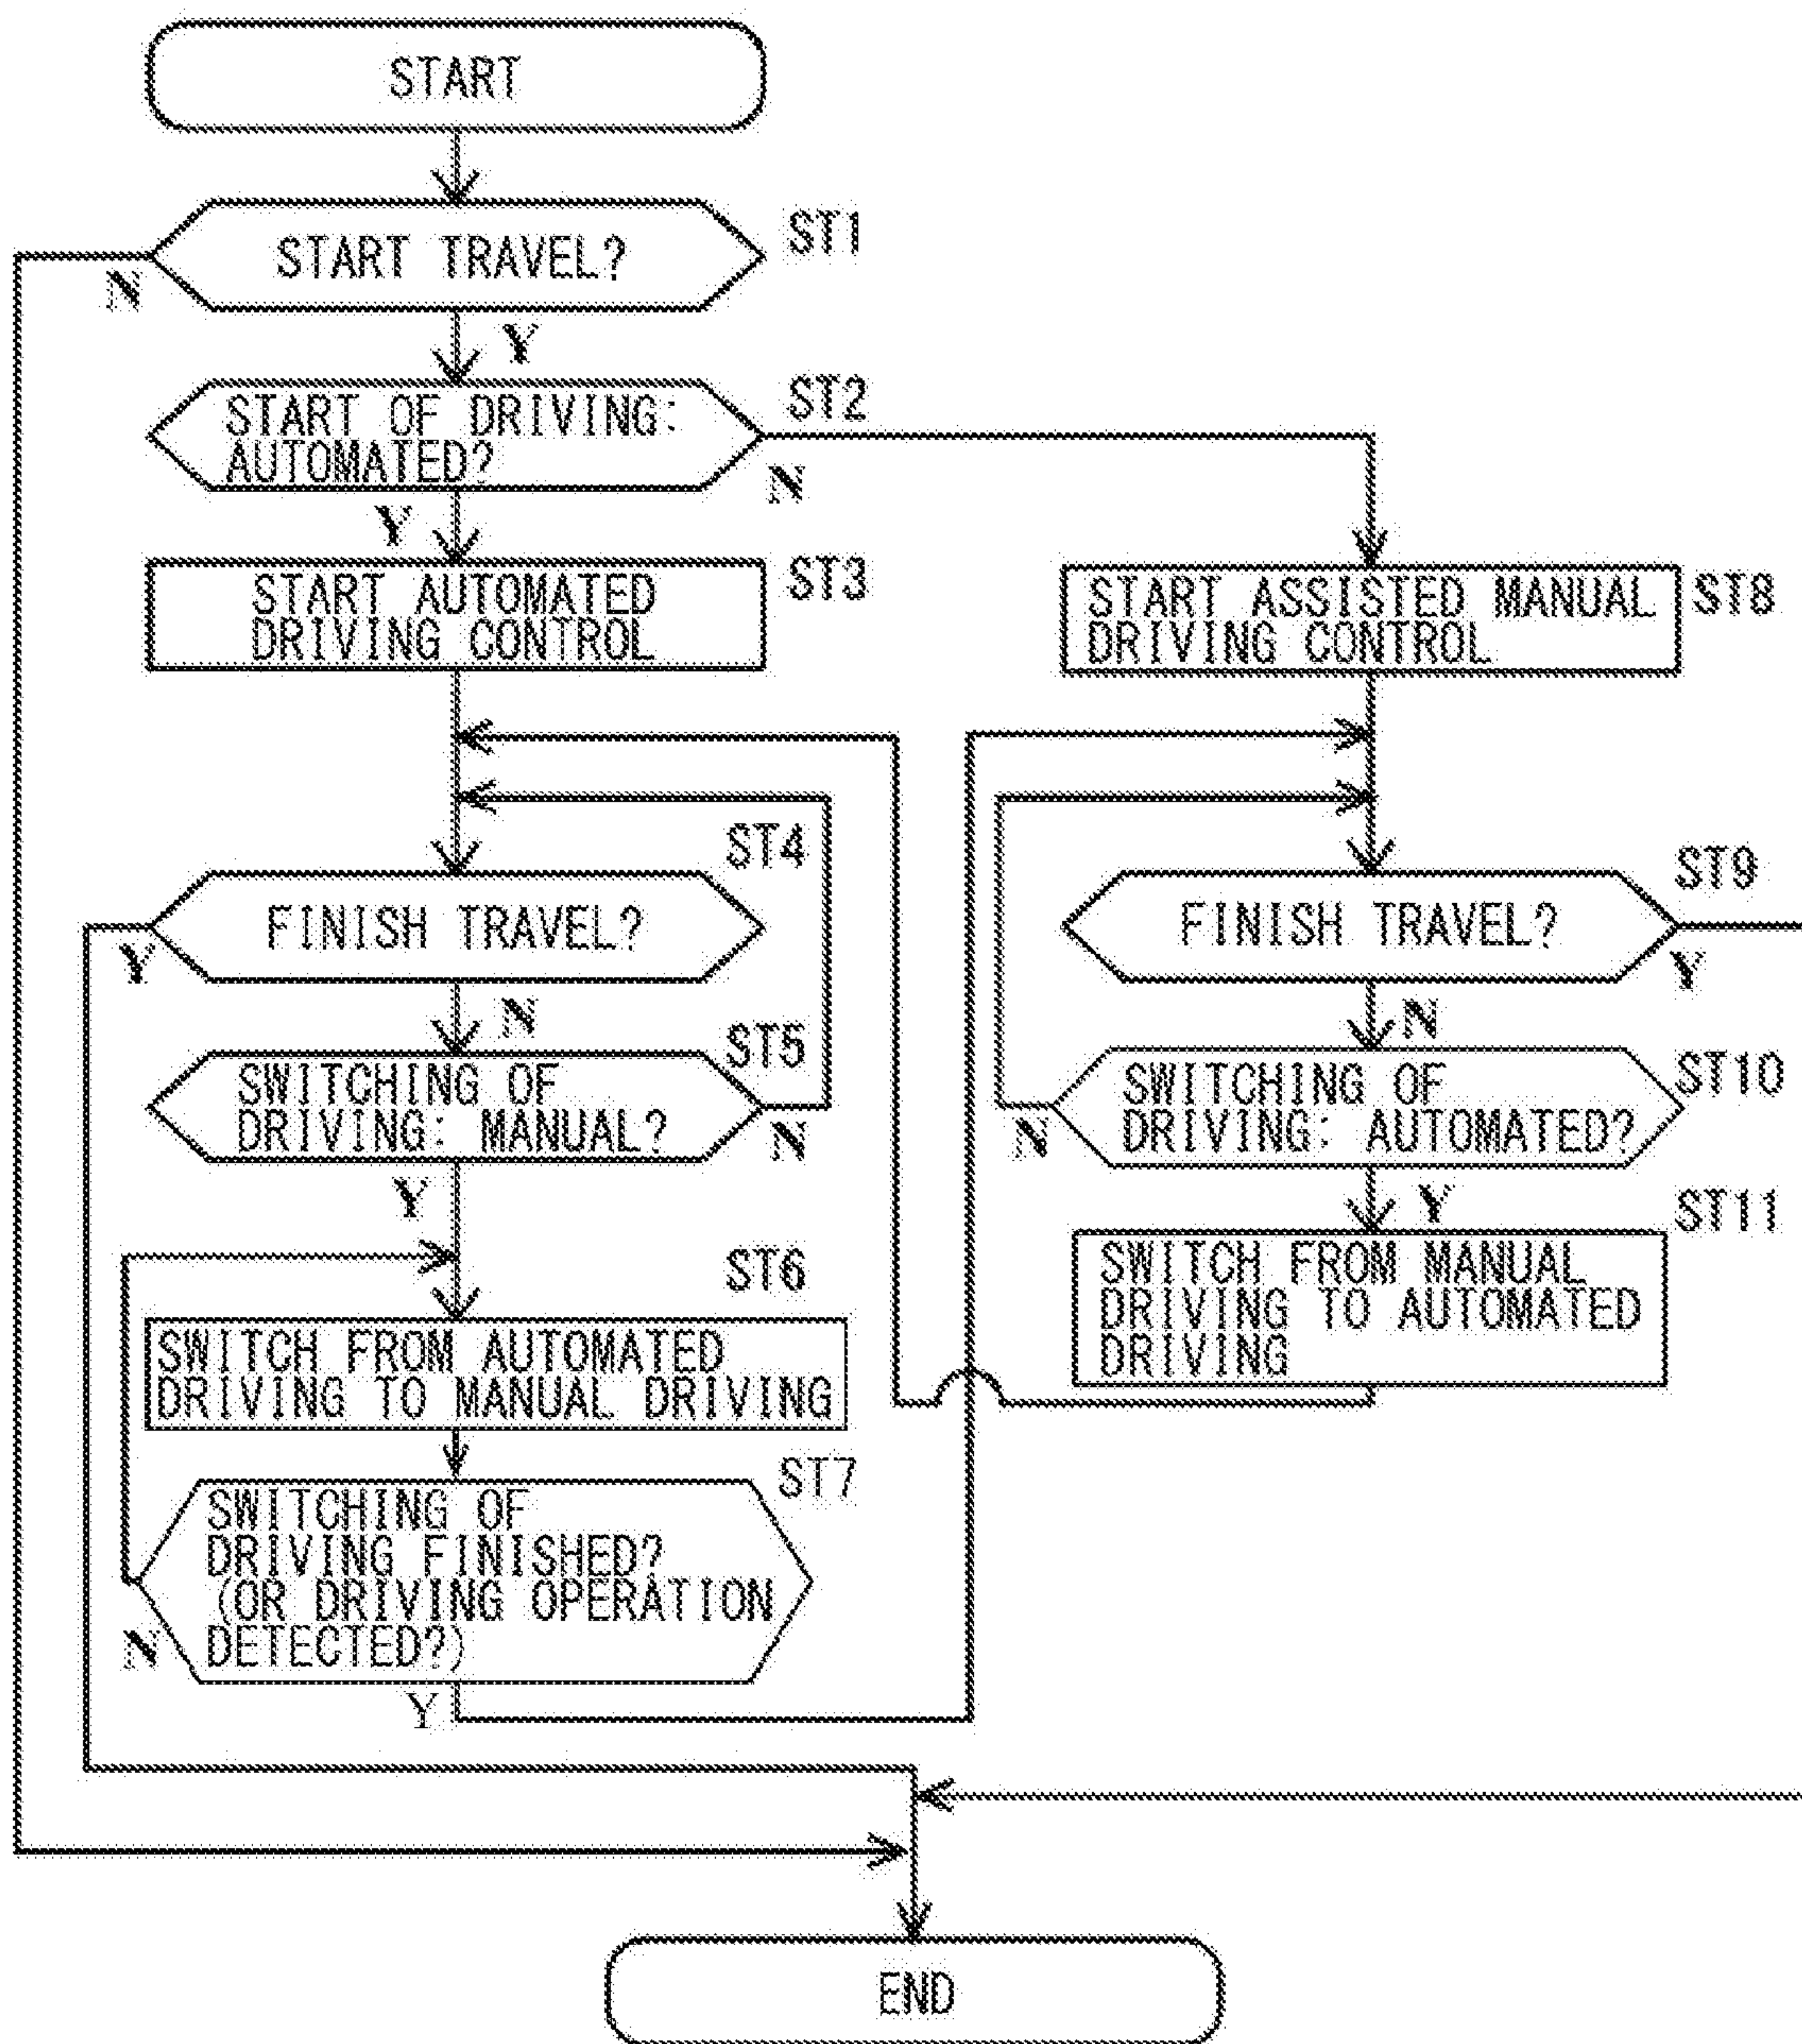 START
START TRAVEL?
ST1
N
Y
START OF DRIVING:
AUTOMATED?
ST2
N
Y
START AUTOMATED
DRIVING CONTROL
ST3
START ASSISTED MANUAL
DRIVING CONTROL
ST8
FINISH TRAVEL?
ST4
Y
N
SWITCHING OF
DRIVING: MANUAL?
ST5
N
Y
SWITCH FROM AUTOMATED
DRIVING TO MANUAL DRIVING
ST6
SWITCHING OF
DRIVING FINISHED?
(OR DRIVING OPERATION
DETECTED?)
ST7
N
Y
FINISH TRAVEL?
ST9
Y
N
SWITCHING OF
DRIVING: AUTOMATED?
ST10
N
Y
SWITCH FROM MANUAL
DRIVING TO AUTOMATED
DRIVING
ST11
END